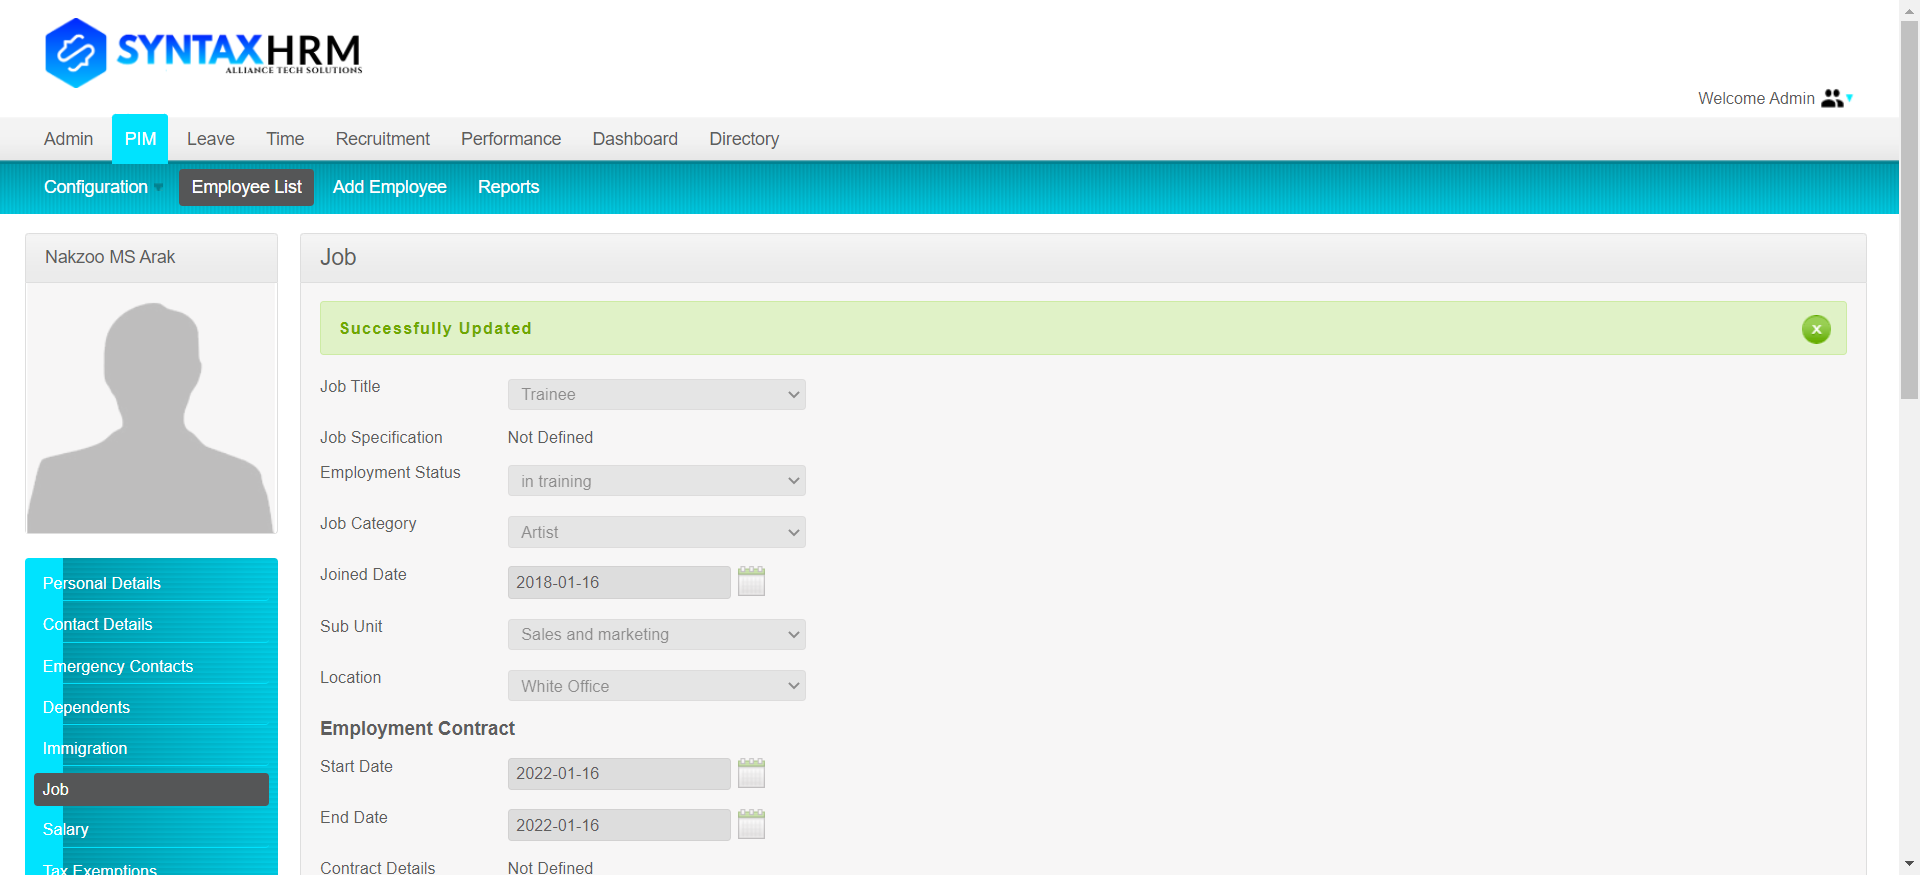 SYNTAXHRM
ALLIANCE TECH SOLUTIONS
Welcome Admin
Admin PIM Leave Time Recruitment Performance Dashboard Directory
Configuration Employee List Add Employee Reports
Nakzoo MS Arak
Job
Successfully Updated
x
Job Title Trainee
Job Specification Not Defined
Employment Status in training
Job Category Artist
Joined Date 2018-01-16
Sub Unit Sales and marketing
Location White Office
Employment Contract
Start Date 2022-01-16
End Date 2022-01-16
Contract Details Not Defined
Personal Details
Contact Details
Emergency Contacts
Dependents
Immigration
Job
Salary
Tax Exemptions